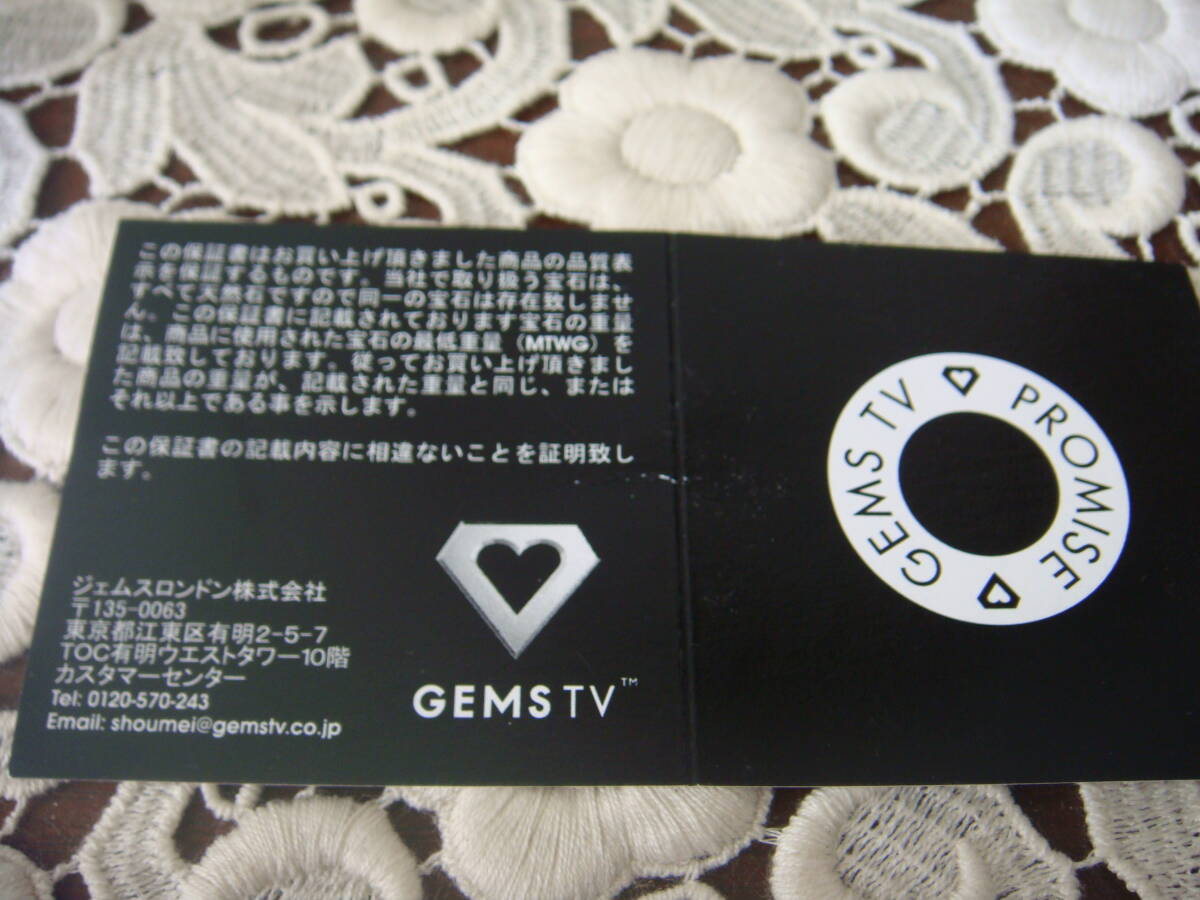 この保証書はお買い上げ頂きました商品の品質表
示を保証するものです。当社で取り扱う宝石は、
すべて天然石ですので同一の宝石は存在致しませ
ん。この保証書に記載されております宝石の重量
は、商品に使用された宝石の最低重量（MTWG）を
記載致しております。従ってお買い上げ頂きまし
た商品の重量が、記載された重量と同じ、または
それ以上である事を示します。
この保証書の記載内容に相違ないことを証明致し
ます。
ジェムスロンドン株式会社
〒135-0063
東京都江東区有明2-5-7
TOC有明ウエストタワー10階
カスタマーセンター
Tel: 0120-570-243
Email: shoumei@gemstv.co.jp
GEMS TV™
GEMS TV PROMISE